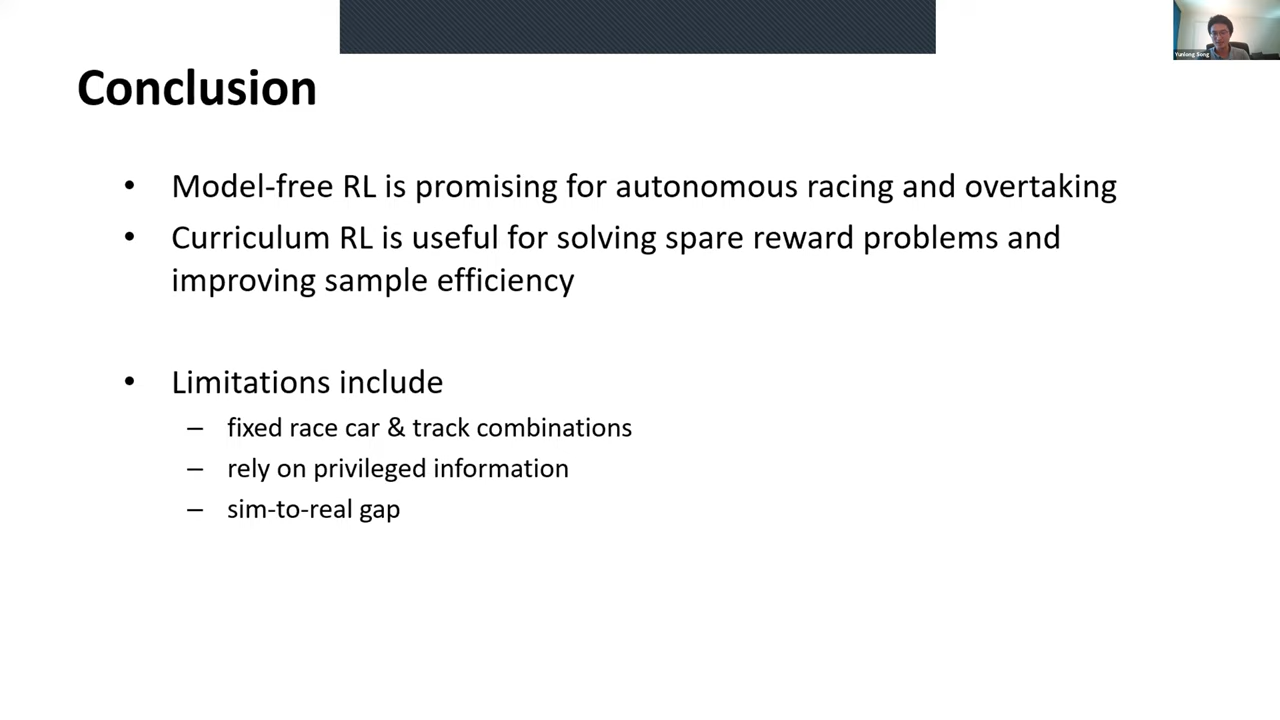 Yunlong Song
Conclusion
• Model-free RL is promising for autonomous racing and overtaking
• Curriculum RL is useful for solving spare reward problems and
improving sample efficiency
• Limitations include
– fixed race car & track combinations
– rely on privileged information
– sim-to-real gap